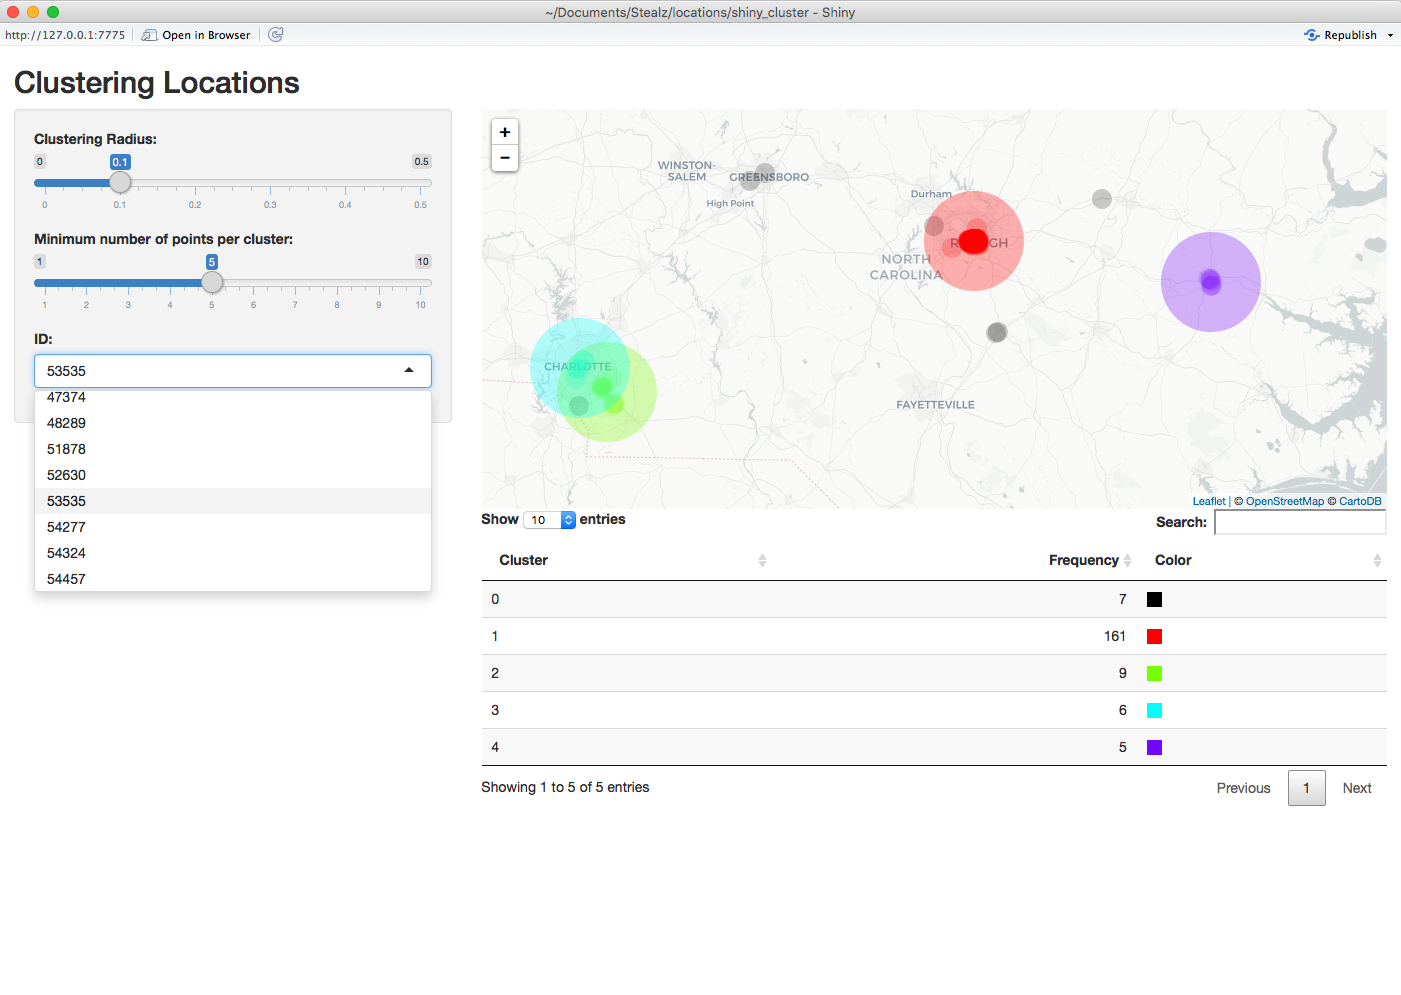 ~/Documents/Stealz/locations/shiny_cluster - Shiny
http://127.0.0.1:7775 Open in Browser Republish
Clustering Locations
Clustering Radius:
0 0.1 0.5
0 0.1 0.2 0.3 0.4 0.5
Minimum number of points per cluster:
1 5 10
1 2 3 4 5 6 7 8 9 10
ID:
53535
47374
48289
51878
52630
53535
54277
54324
54457
+
−
WINSTON-
SALEM
GREENSBORO
High Point
Durham
NORTH
CAROLINA
CHARLOTTE
FAYETTEVILLE
Leaflet | © OpenStreetMap © CartoDB
Show 10 entries
Search:
Cluster Frequency Color
0 7
1 161
2 9
3 6
4 5
Showing 1 to 5 of 5 entries
Previous 1 Next